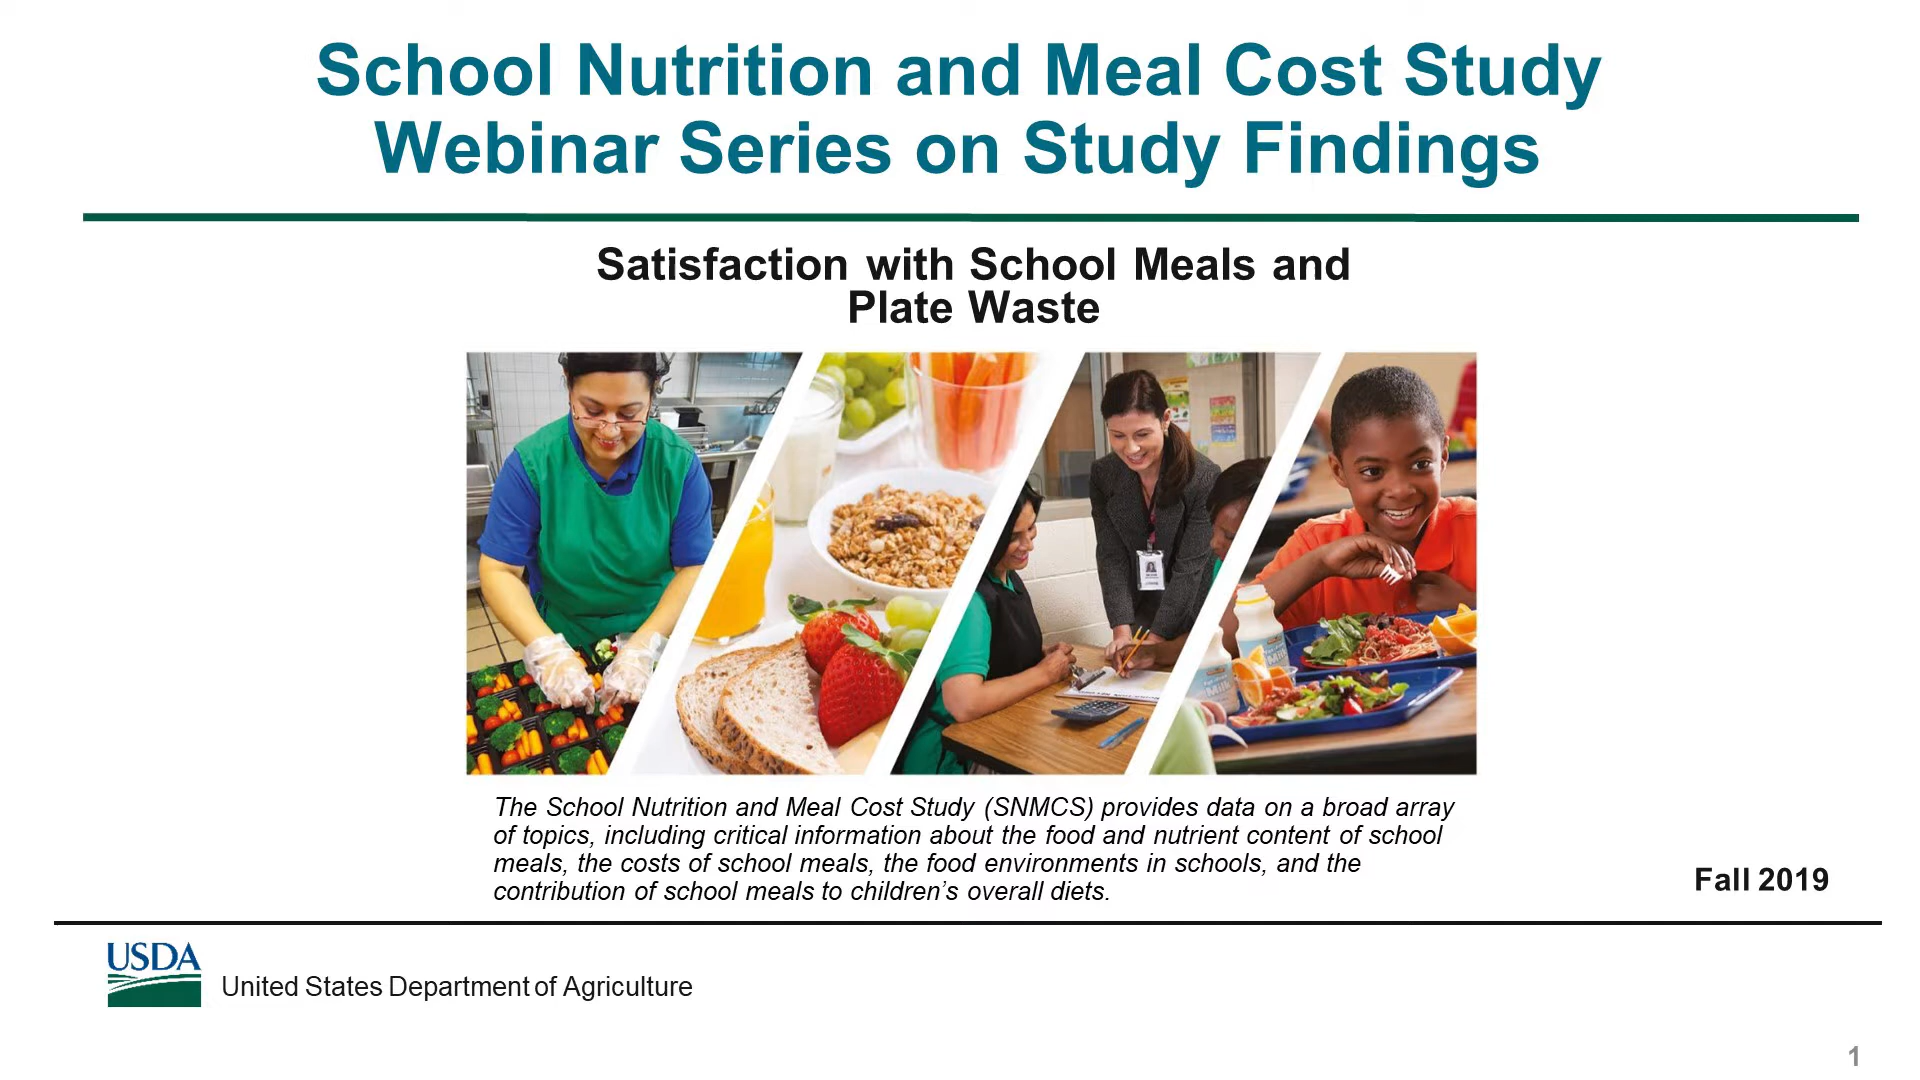 School Nutrition and Meal Cost Study
Webinar Series on Study Findings
Satisfaction with School Meals and
Plate Waste
The School Nutrition and Meal Cost Study (SNMCS) provides data on a broad array
of topics, including critical information about the food and nutrient content of school
meals, the costs of school meals, the food environments in schools, and the
contribution of school meals to children’s overall diets.
Fall 2019
USDA
United States Department of Agriculture
1